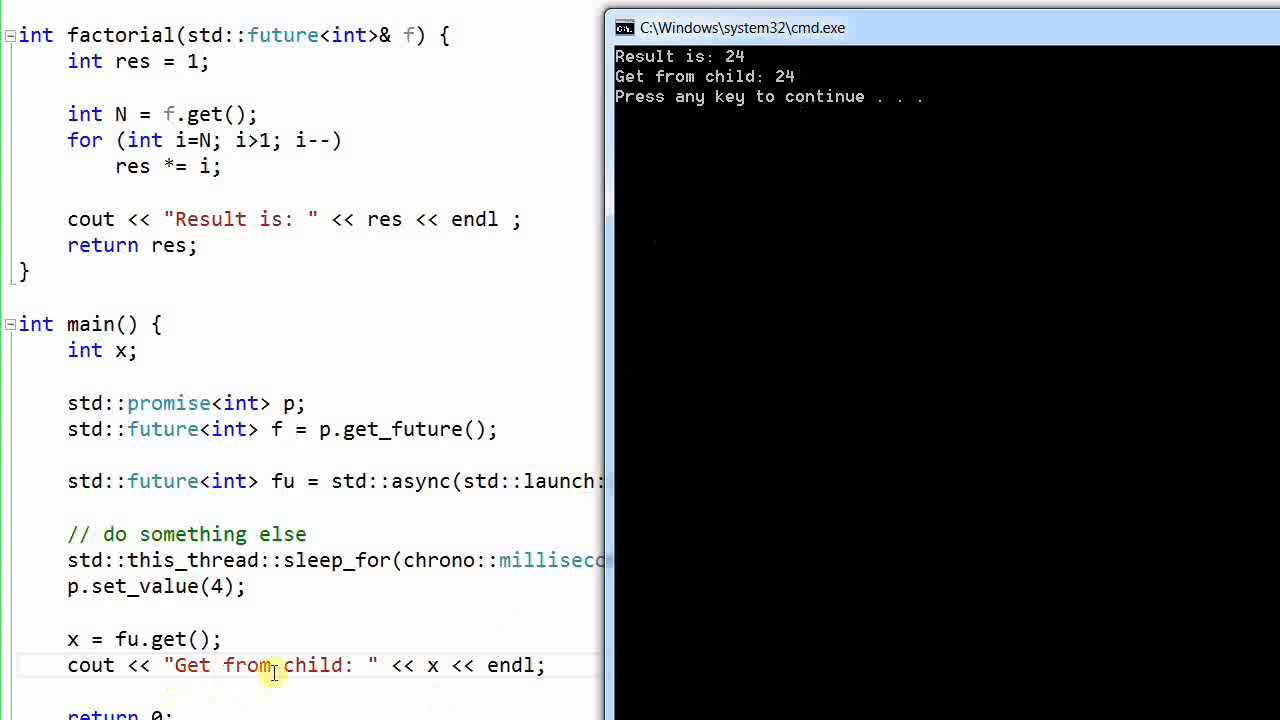 int factorial(std::future<int>& f) {
int res = 1;
int N = f.get();
for (int i=N; i>1; i--)
res *= i;
cout << "Result is: " << res << endl ;
return res;
}
int main() {
int x;
std::promise<int> p;
std::future<int> f = p.get_future();
std::future<int> fu = std::async(std::launch:
// do something else
std::this_thread::sleep_for(chrono::milliseco
p.set_value(4);
x = fu.get();
cout << "Get from child: " << x << endl;
return 0;
C:\Windows\system32\cmd.exe
Result is: 24
Get from child: 24
Press any key to continue . . .